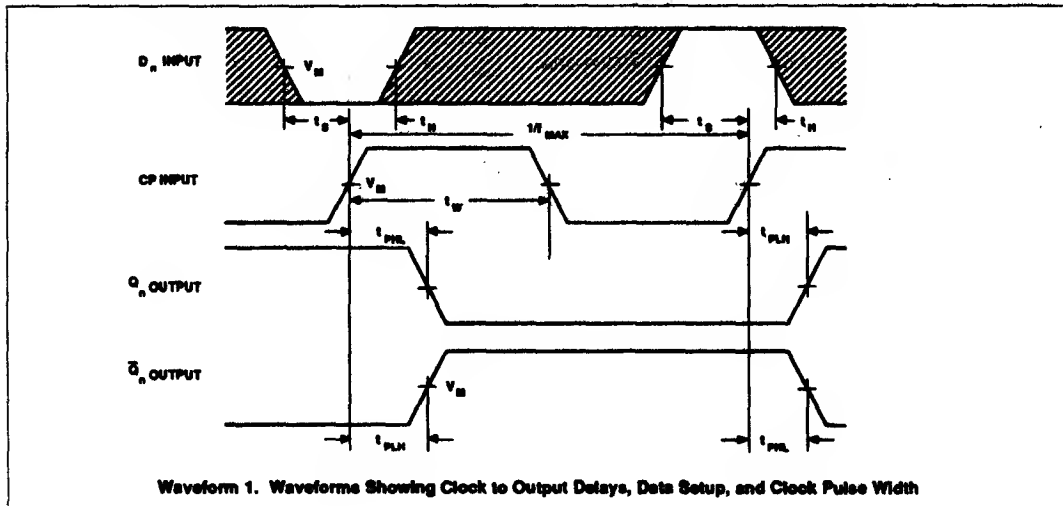 Dn INPUT
VM
ts
tH
1/fMAX
ts
tH
CP INPUT
VM
tW
tPHL
tPLH
Qn OUTPUT
Q̅n OUTPUT
VM
tPLH
tPHL
Waveform 1. Waveforms Showing Clock to Output Delays, Data Setup, and Clock Pulse Width